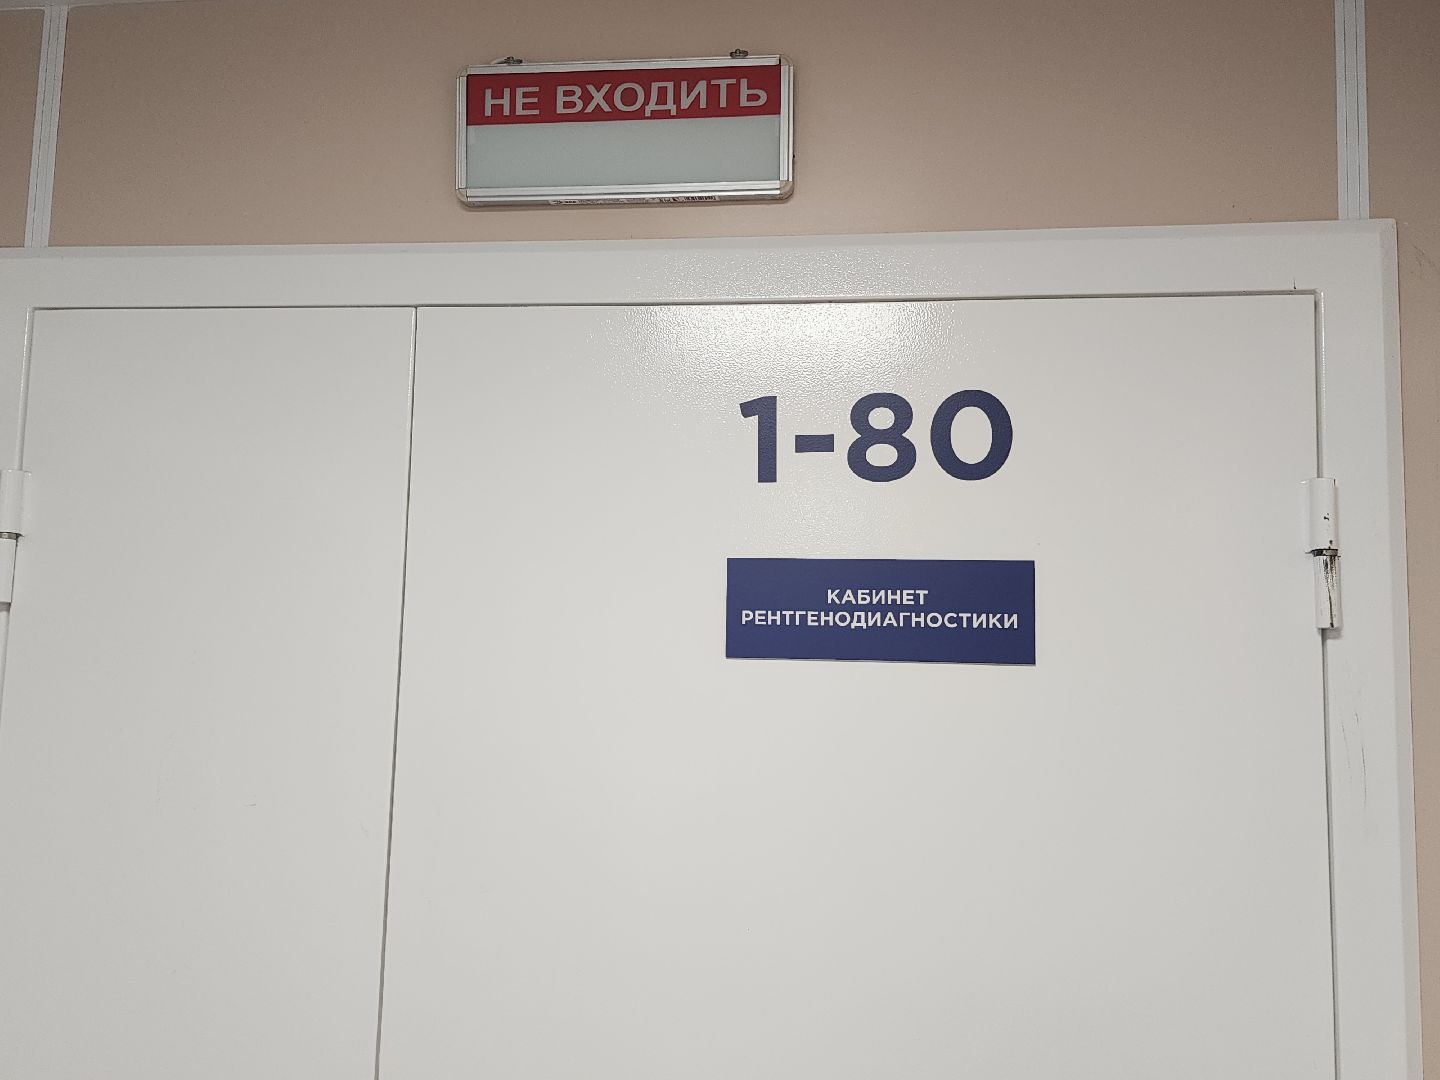 НЕ ВХОДИТЬ
1-80
КАБИНЕТ
РЕНТГЕНОДИАГНОСТИКИ